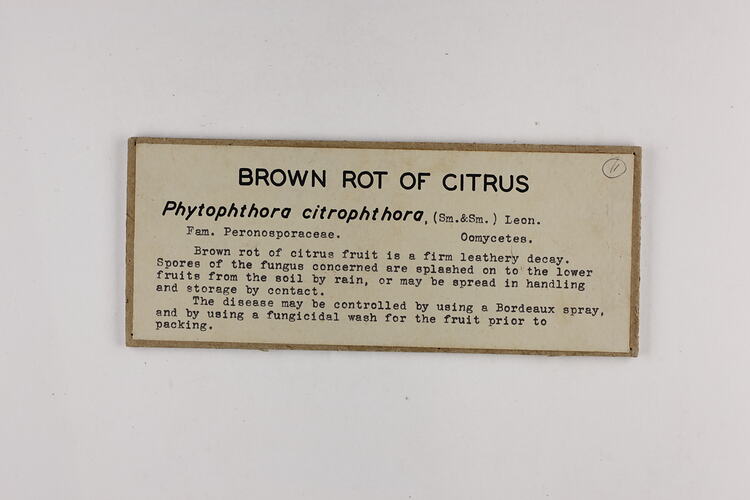 11
BROWN ROT OF CITRUS
Phytophthora citrophthora, (Sm.&Sm.) Leon.
Fam. Peronosporaceae. Oomycetes.
Brown rot of citrus fruit is a firm leathery decay.
Spores of the fungus concerned are splashed on to the lower
fruits from the soil by rain, or may be spread in handling
and storage by contact.
The disease may be controlled by using a Bordeaux spray,
and by using a fungicidal wash for the fruit prior to
packing.